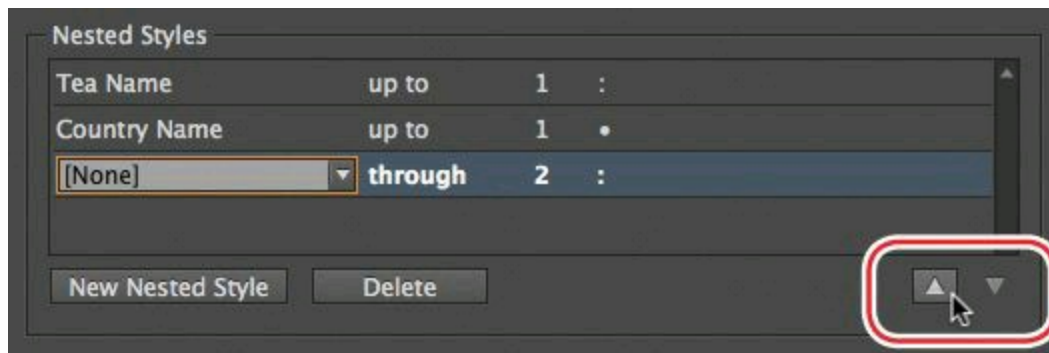 Nested Styles
Tea Name up to 1 :
Country Name up to 1 •
[None] through 2 :
New Nested Style Delete